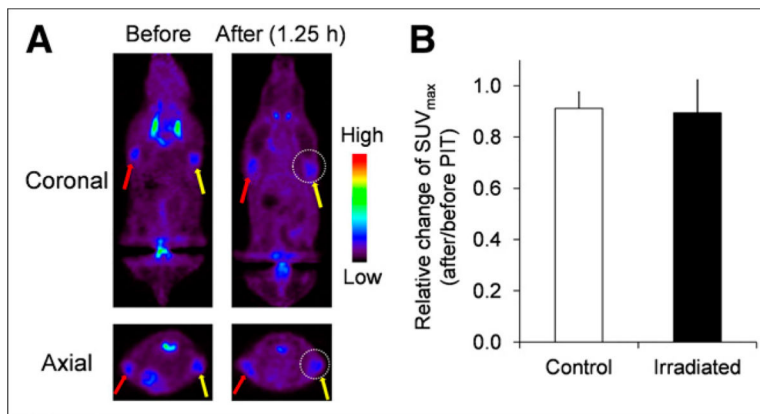 A
Before
After (1.25 h)
Coronal
High
Low
Axial
B
Relative change of SUVmax
(after/before PIT)
1.0
0.8
0.6
0.4
0.2
0.0
Control
Irradiated